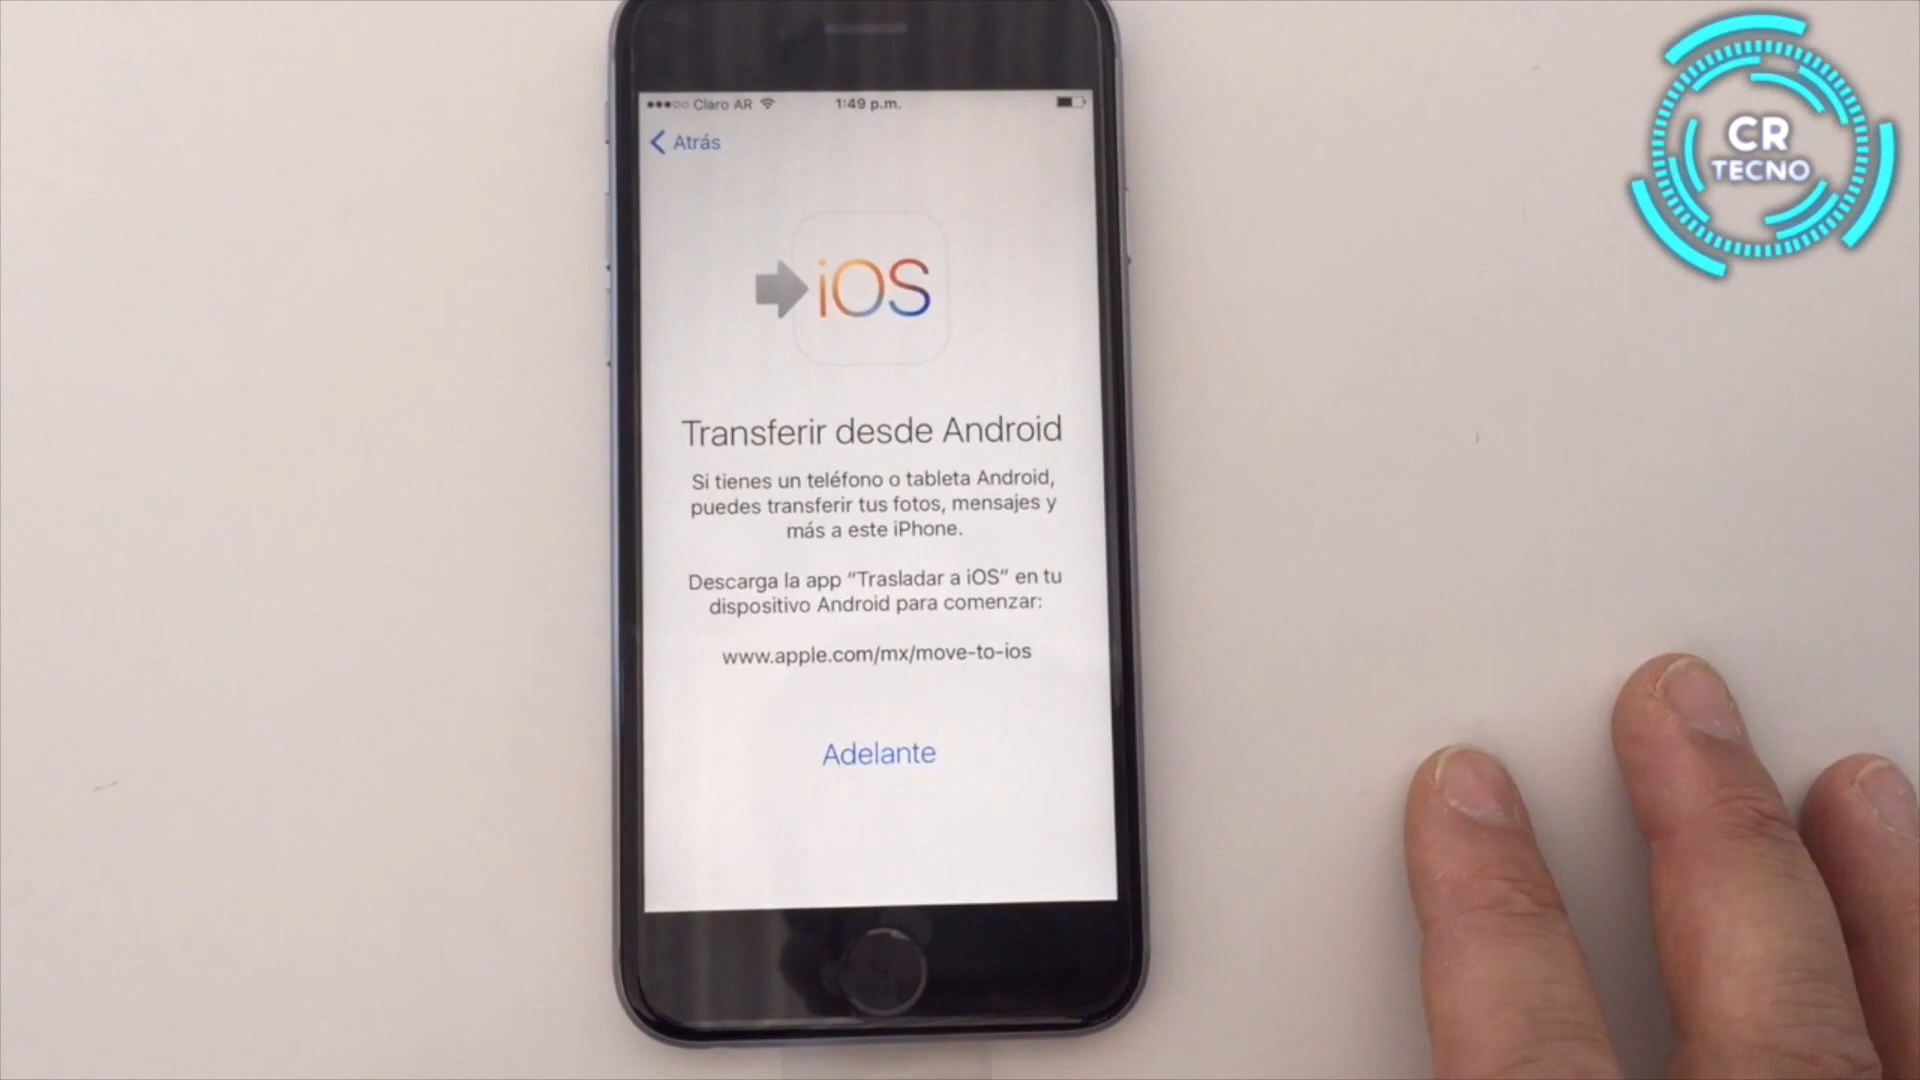 Claro AR 1:49 p.m.
Atrás
CR
TECNO
iOS
Transferir desde Android
Si tienes un teléfono o tableta Android,
puedes transferir tus fotos, mensajes y
más a este iPhone.
Descarga la app “Trasladar a iOS” en tu
dispositivo Android para comenzar:
www.apple.com/mx/move-to-ios
Adelante